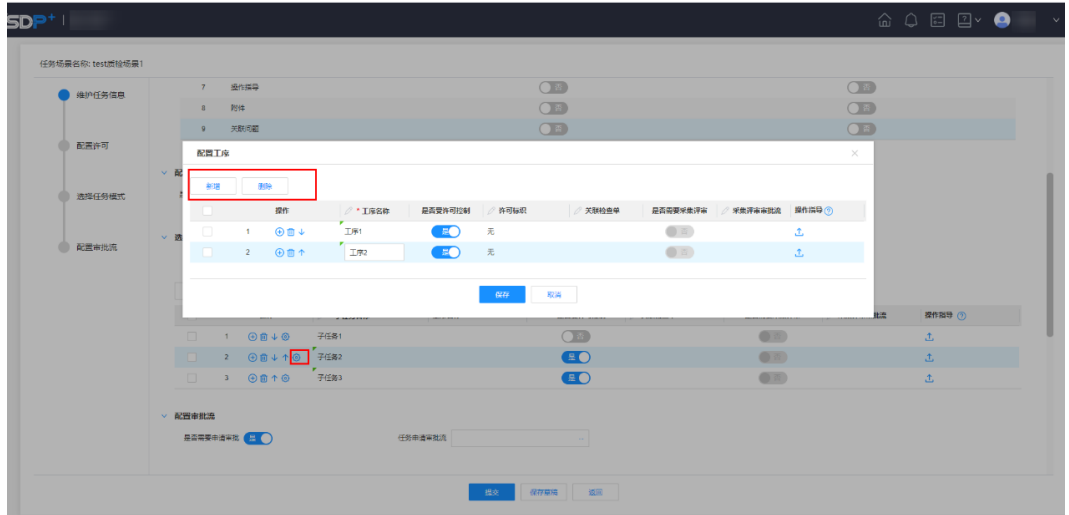 SDP+ |
任务场景名称: test质检场景1
维护任务信息
配置许可
选择任务模式
配置审批流
7 操作指导 否 否
8 附件 否 否
9 关联问题 否 否
配置工序
新增 删除
操作 * 工序名称 是否受许可控制 许可标识 关联检查单 是否需要采集评审 采集评审审批流 操作指导
1 工序1 是 无 否
2 工序2 是 无 否
保存 取消
操作指导
1 子任务1 否 否
2 子任务2 是 否
3 子任务3 是 否
配置审批流
是否需要申请审批 是 任务申请审批流
提交 保存草稿 返回